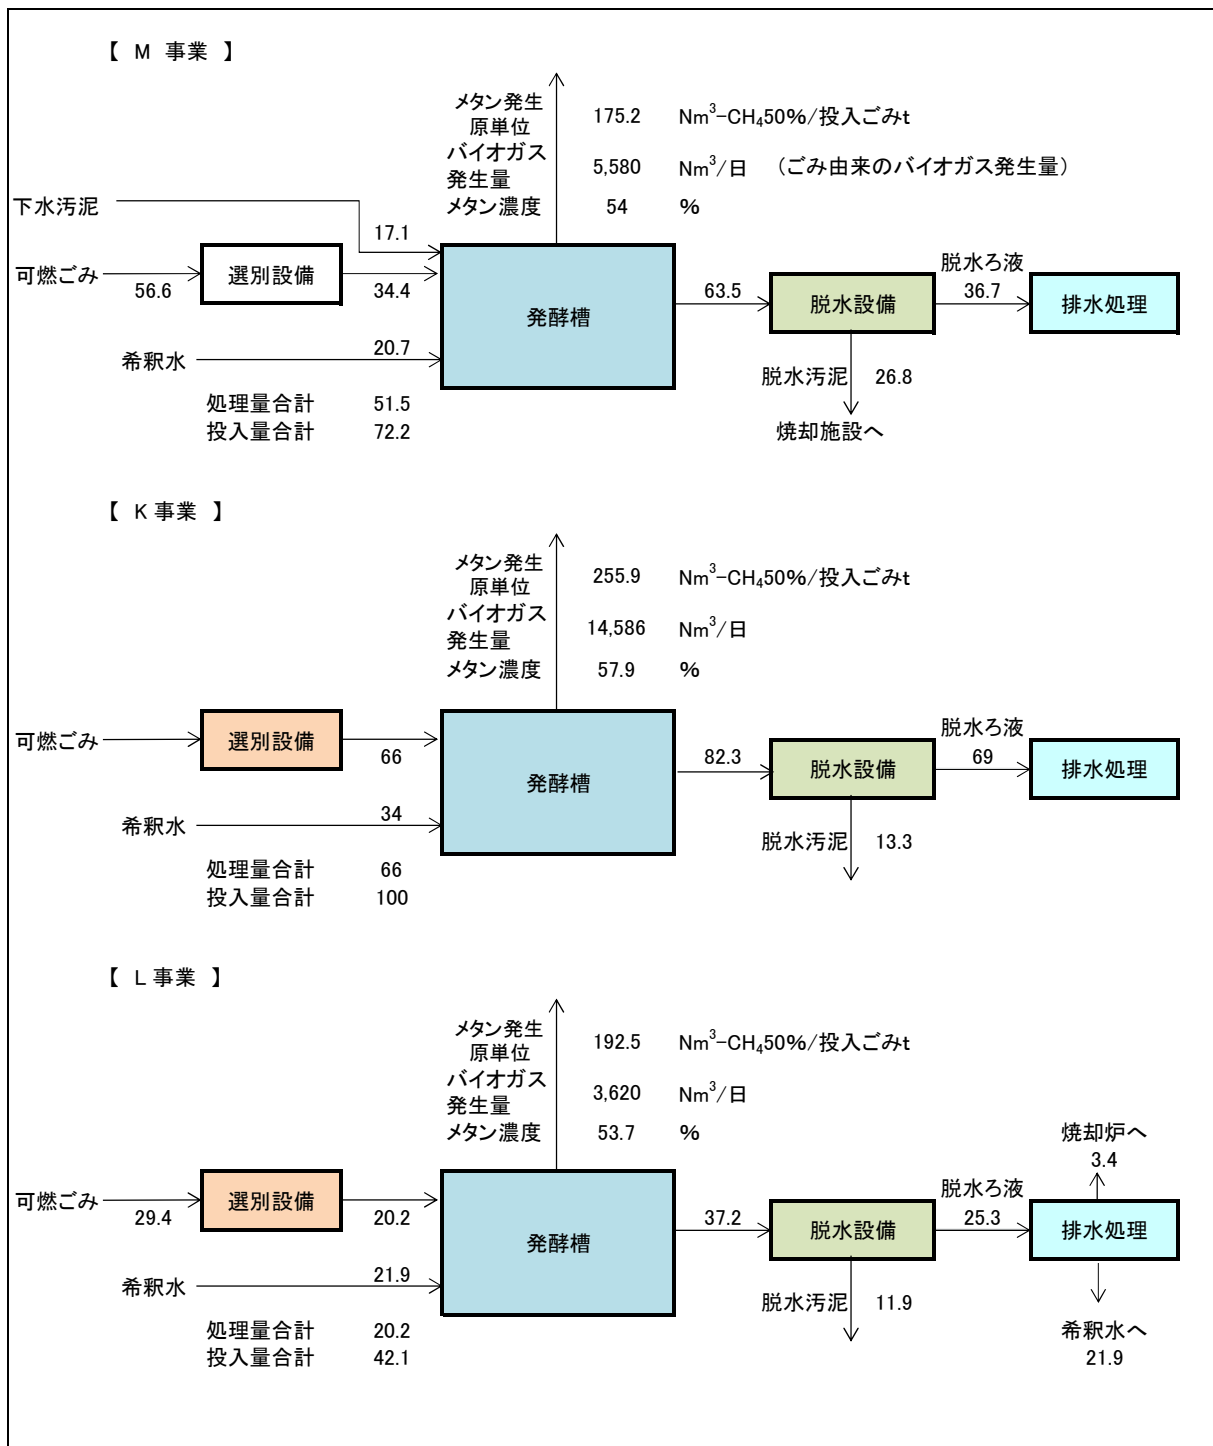 【 M 事業 】
メタン発生
原単位
175.2 Nm³-CH₄50%/投入ごみt
バイオガス
発生量
5,580 Nm³/日 (ごみ由来のバイオガス発生量)
メタン濃度 54 %
下水汚泥
17.1
可燃ごみ
56.6
選別設備
34.4
発酵槽
63.5
脱水設備
脱水ろ液
36.7
排水処理
希釈水
20.7
脱水汚泥 26.8
焼却施設へ
処理量合計 51.5
投入量合計 72.2
【 K 事業 】
メタン発生
原単位
255.9 Nm³-CH₄50%/投入ごみt
バイオガス
発生量
14,586 Nm³/日
メタン濃度 57.9 %
可燃ごみ
選別設備
66
発酵槽
82.3
脱水設備
脱水ろ液
69
排水処理
希釈水
34
脱水汚泥 13.3
処理量合計 66
投入量合計 100
【 L 事業 】
メタン発生
原単位
192.5 Nm³-CH₄50%/投入ごみt
バイオガス
発生量
3,620 Nm³/日
メタン濃度 53.7 %
焼却炉へ
3.4
可燃ごみ
29.4
選別設備
20.2
発酵槽
37.2
脱水設備
脱水ろ液
25.3
排水処理
希釈水
21.9
脱水汚泥 11.9
希釈水へ
21.9
処理量合計 20.2
投入量合計 42.1